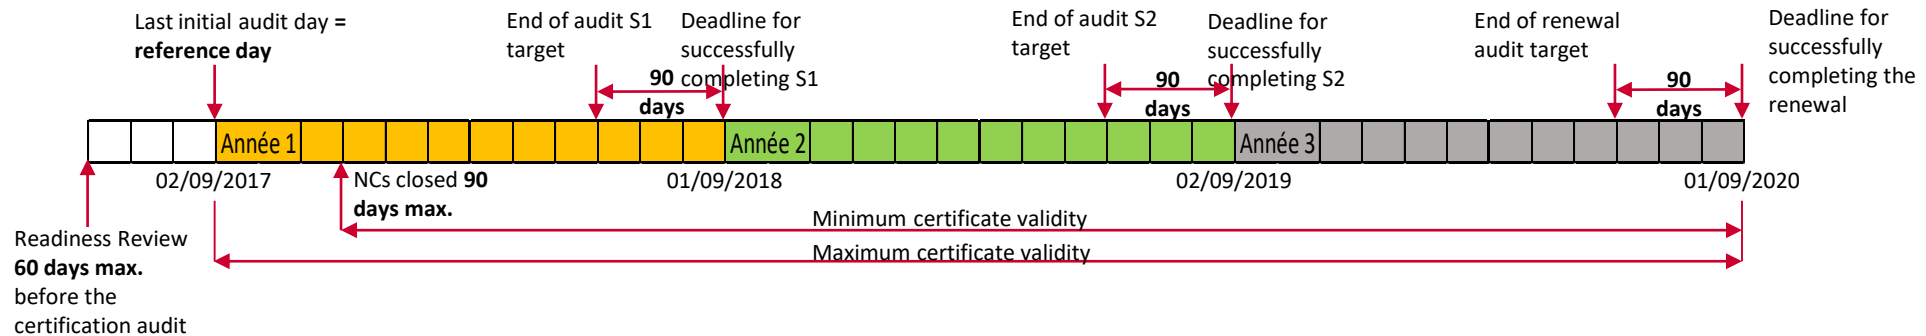 Last initial audit day =
reference day
End of audit S1
target
Deadline for
successfully
completing S1
90
days
End of audit S2
target
Deadline for
successfully
completing S2
90
days
End of renewal
audit target
Deadline for
successfully
completing the
renewal
90
days
Année 1
Année 2
Année 3
02/09/2017
01/09/2018
02/09/2019
01/09/2020
NCs closed 90
days max.
Minimum certificate validity
Maximum certificate validity
Readiness Review
60 days max.
before the
certification audit